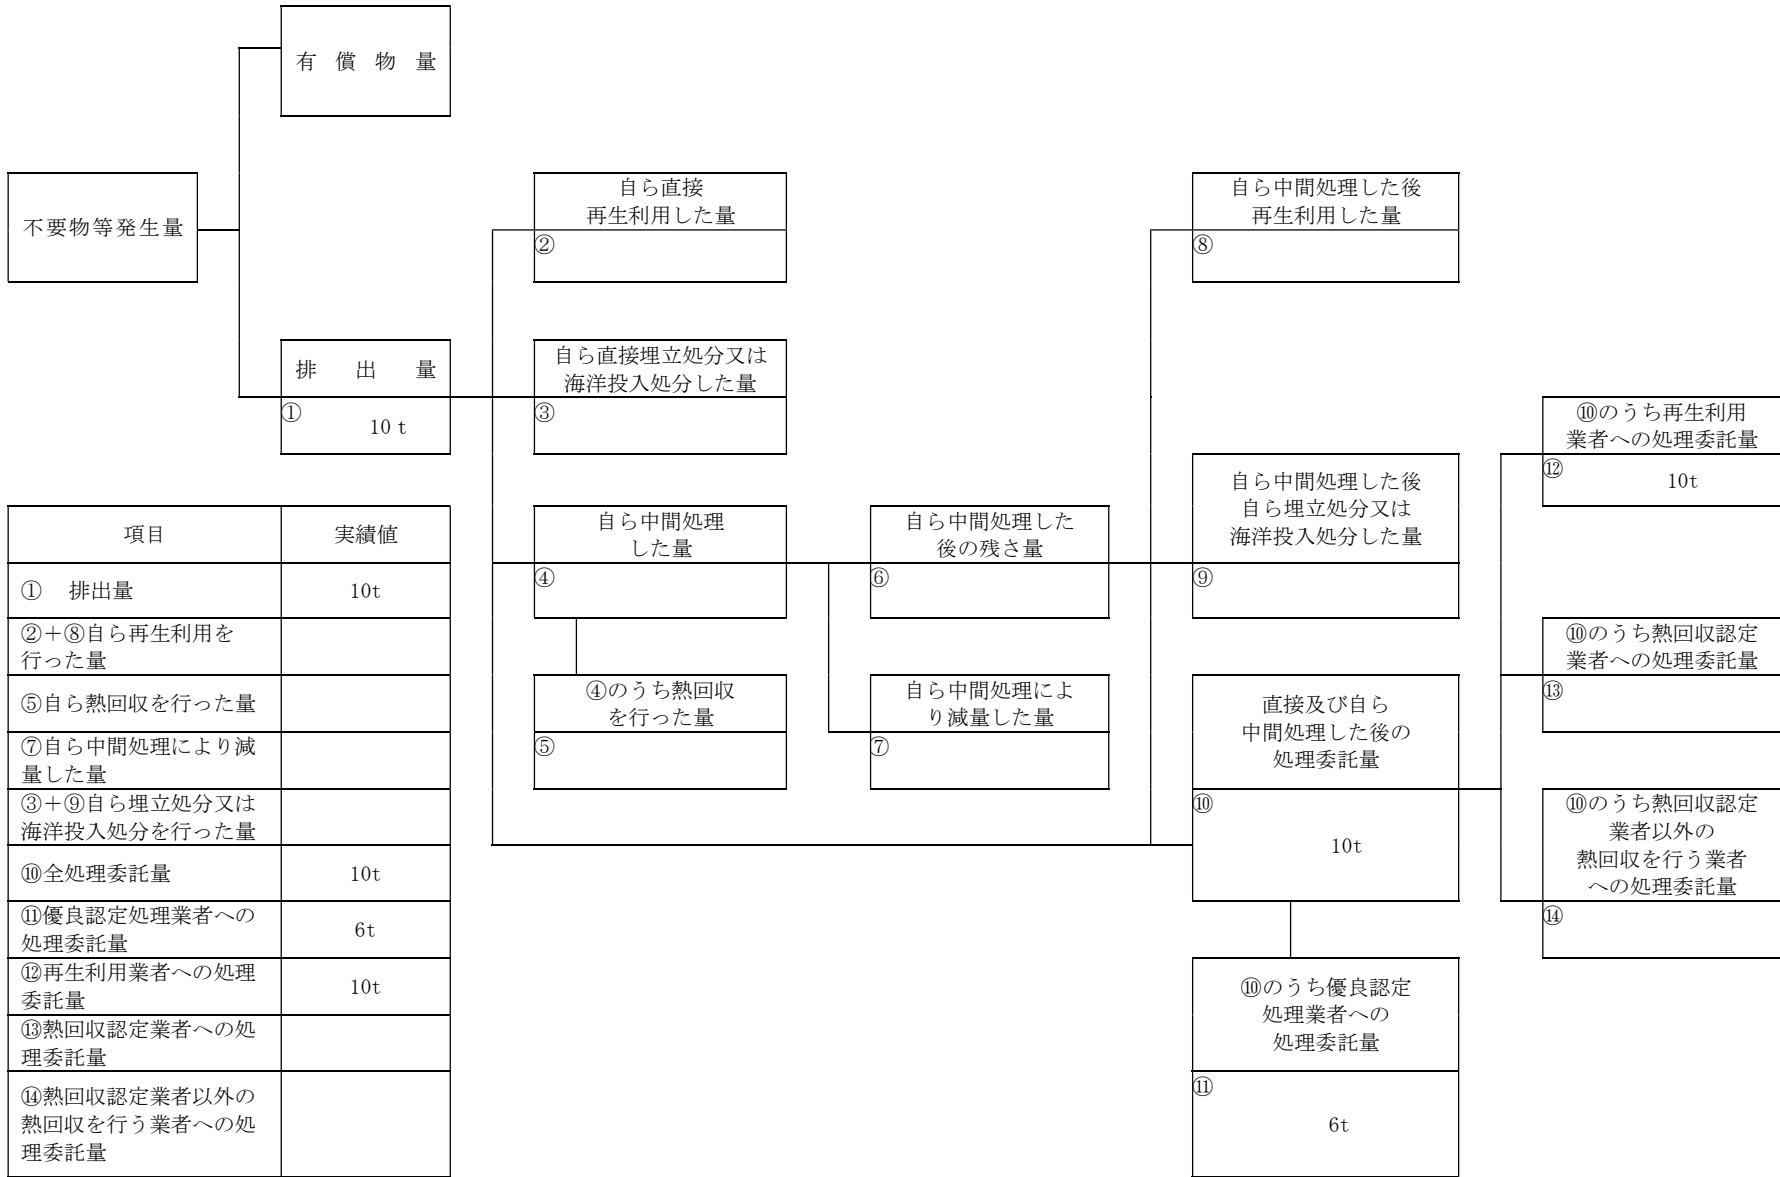 有償物量
不要物等発生量
自ら直接
再生利用した量
②
自ら中間処理した後
再生利用した量
⑧
排出量
①
10 t
自ら直接埋立処分又は
海洋投入処分した量
③
⑩のうち再生利用
業者への処理委託量
⑫
10t
自ら中間処理した後
自ら埋立処分又は
海洋投入処分した量
⑨
自ら中間処理
した量
④
自ら中間処理した
後の残さ量
⑥
⑩のうち熱回収認定
業者への処理委託量
⑬
④のうち熱回収
を行った量
⑤
自ら中間処理によ
り減量した量
⑦
直接及び自ら
中間処理した後の
処理委託量
⑩
10t
⑩のうち熱回収認定
業者以外の
熱回収を行う業者
への処理委託量
⑭
⑩のうち優良認定
処理業者への
処理委託量
⑪
6t
項目 実績値
① 排出量 10t
②＋⑧自ら再生利用を
行った量
⑤自ら熱回収を行った量
⑦自ら中間処理により減
量した量
③＋⑨自ら埋立処分又は
海洋投入処分を行った量
⑩全処理委託量 10t
⑪優良認定処理業者への
処理委託量 6t
⑫再生利用業者への処理
委託量 10t
⑬熱回収認定業者への処
理委託量
⑭熱回収認定業者以外の
熱回収を行う業者への処
理委託量